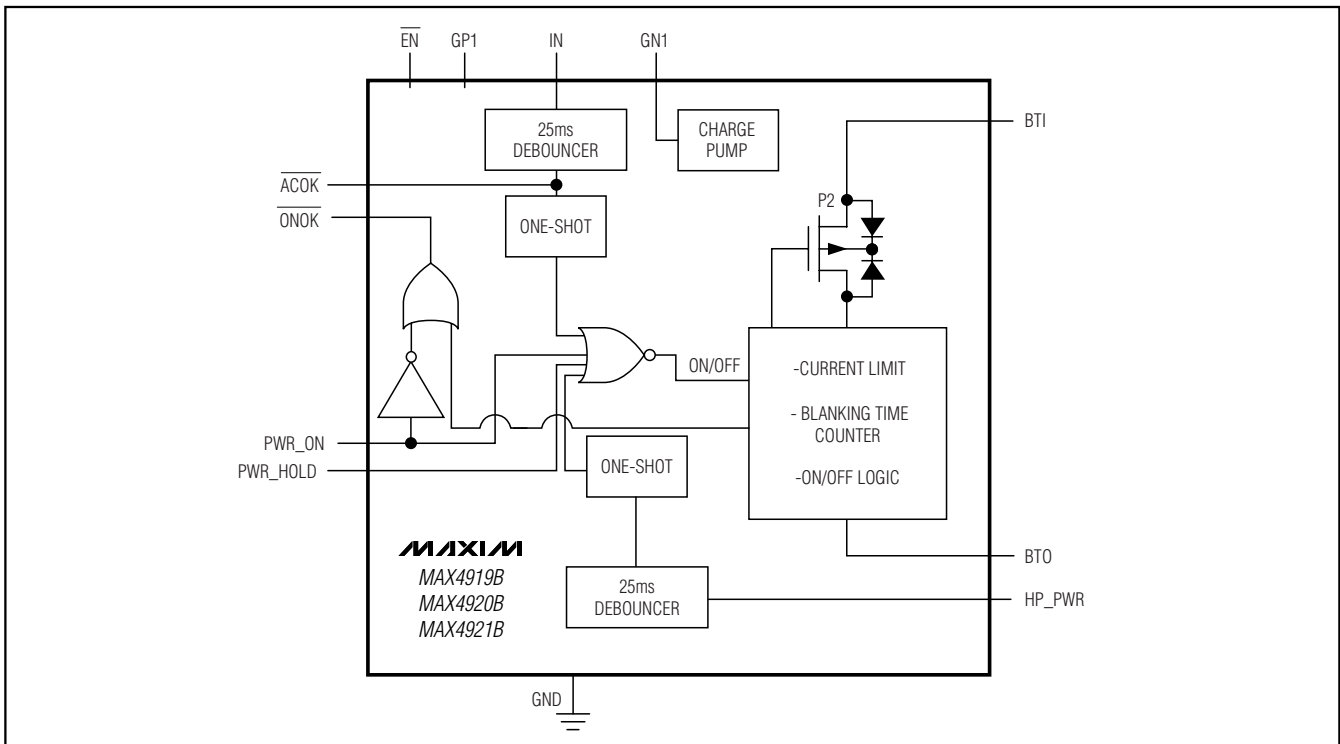 EN GP1 IN GN1
25ms
DEBOUNCER
CHARGE
PUMP
BTI
ACOK
ONOK
ONE-SHOT
P2
ON/OFF
-CURRENT LIMIT
- BLANKING TIME
COUNTER
-ON/OFF LOGIC
PWR_ON
PWR_HOLD
ONE-SHOT
MAXIM
MAX4919B
MAX4920B
MAX4921B
25ms
DEBOUNCER
BTO
HP_PWR
GND